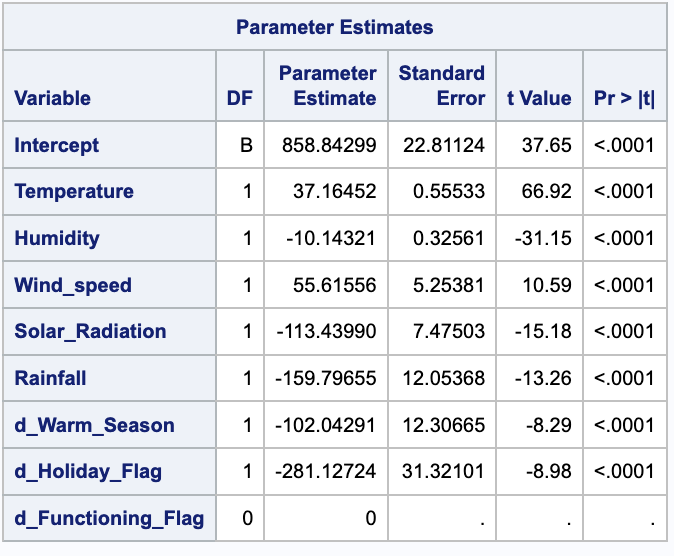 Parameter Estimates
Variable DF Parameter Estimate Standard Error t Value Pr > |t|
Intercept B 858.84299 22.81124 37.65 <.0001
Temperature 1 37.16452 0.55533 66.92 <.0001
Humidity 1 -10.14321 0.32561 -31.15 <.0001
Wind_speed 1 55.61556 5.25381 10.59 <.0001
Solar_Radiation 1 -113.43990 7.47503 -15.18 <.0001
Rainfall 1 -159.79655 12.05368 -13.26 <.0001
d_Warm_Season 1 -102.04291 12.30665 -8.29 <.0001
d_Holiday_Flag 1 -281.12724 31.32101 -8.98 <.0001
d_Functioning_Flag 0 0 . . .